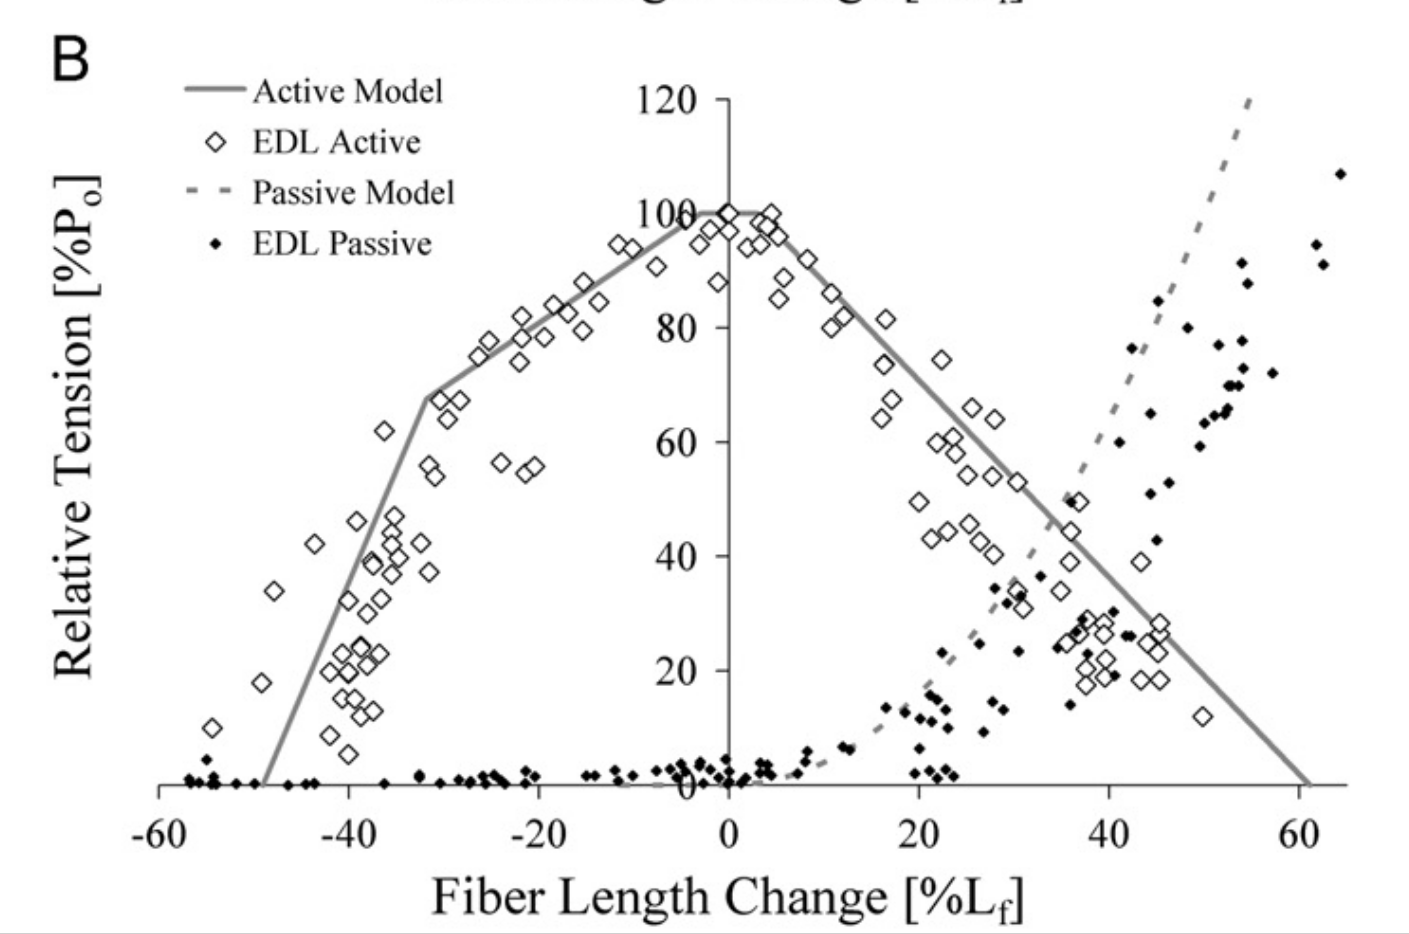 B
Active Model
EDL Active
Passive Model
EDL Passive
Relative Tension [%Po]
120
100
80
60
40
20
0
-60 -40 -20 0 20 40 60
Fiber Length Change [%Lf]